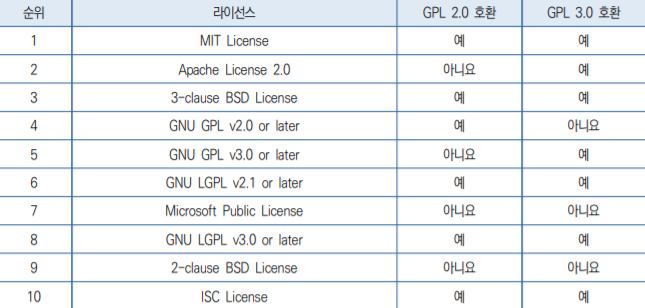 순위 라이선스 GPL 2.0 호환 GPL 3.0 호환
1 MIT License 예 예
2 Apache License 2.0 아니요 예
3 3-clause BSD License 예 예
4 GNU GPL v2.0 or later 예 아니요
5 GNU GPL v3.0 or later 아니요 예
6 GNU LGPL v2.1 or later 예 예
7 Microsoft Public License 아니요 아니요
8 GNU LGPL v3.0 or later 예 예
9 2-clause BSD License 아니요 아니요
10 ISC License 예 예